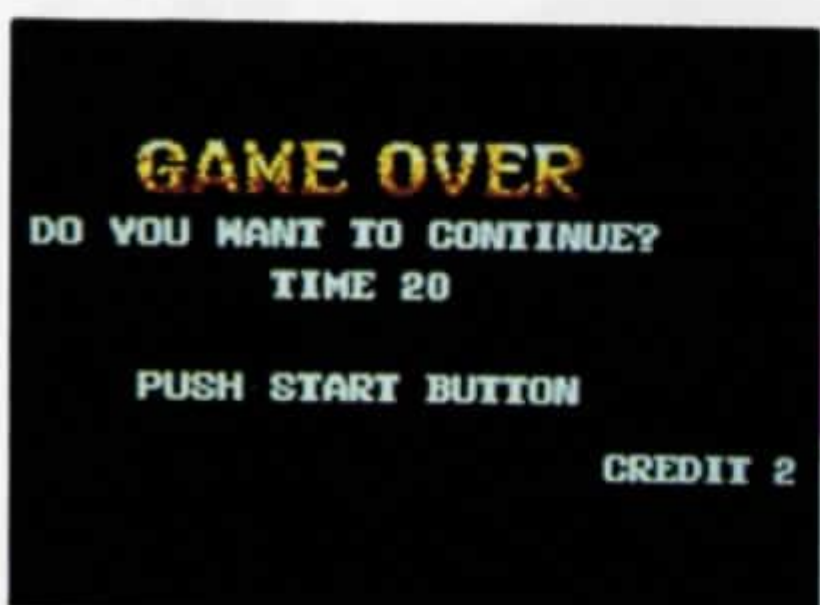 GAME OVER
DO YOU WANT TO CONTINUE?
TIME 20
PUSH START BUTTON
CREDIT 2